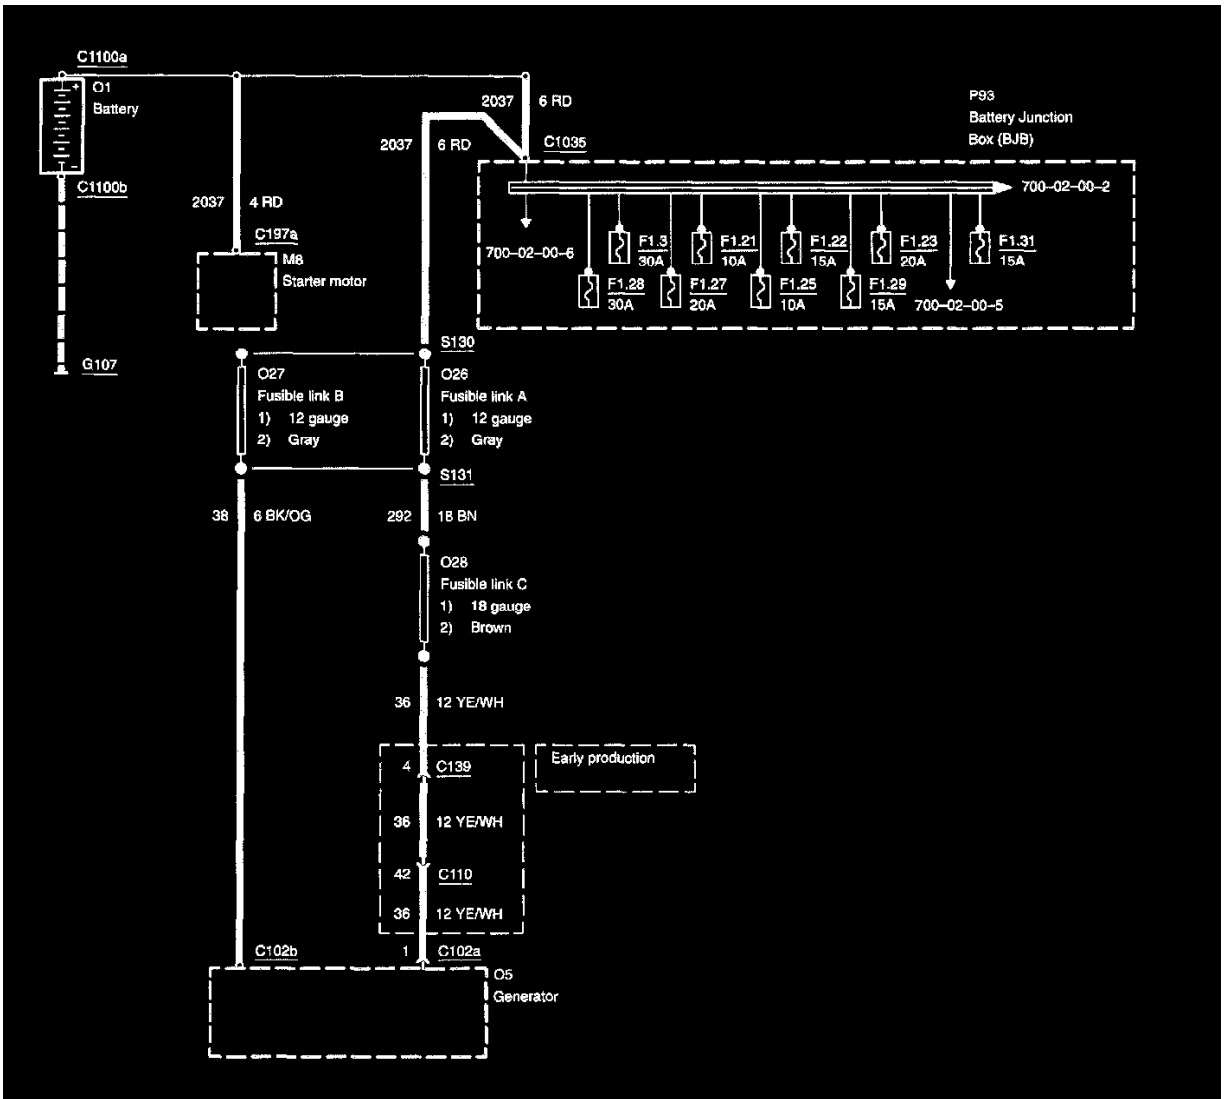 C1100a
O1
Battery
+
-
C1100b
G107
2037 4 RD
C197a
M8
Starter motor
2037 6 RD
2037 6 RD
C1035
P93
Battery Junction
Box (BJB)
700-02-00-2
700-02-00-6
F1.3
30A
F1.21
10A
F1.22
15A
F1.23
20A
F1.31
15A
F1.28
30A
F1.27
20A
F1.25
10A
F1.29
15A
700-02-00-5
S130
O27
Fusible link B
1) 12 gauge
2) Gray
O26
Fusible link A
1) 12 gauge
2) Gray
S131
38 6 BK/OG
292 18 BN
O28
Fusible link C
1) 18 gauge
2) Brown
36 12 YE/WH
4 C139
Early production
36 12 YE/WH
42 C110
36 12 YE/WH
C102b
1 C102a
O5
Generator